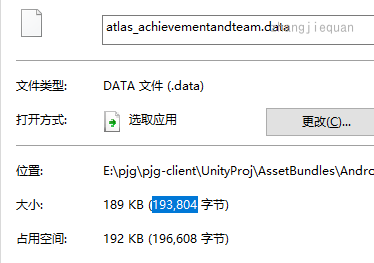 atlas_achievementandteam.data
zhangjiequan
文件类型: DATA 文件 (.data)
打开方式: 选取应用 更改(C)...
位置: E:\pjg\pjg-client\UnityProj\AssetBundles\Andro
大小: 189 KB (193,804 字节)
占用空间: 192 KB (196,608 字节)